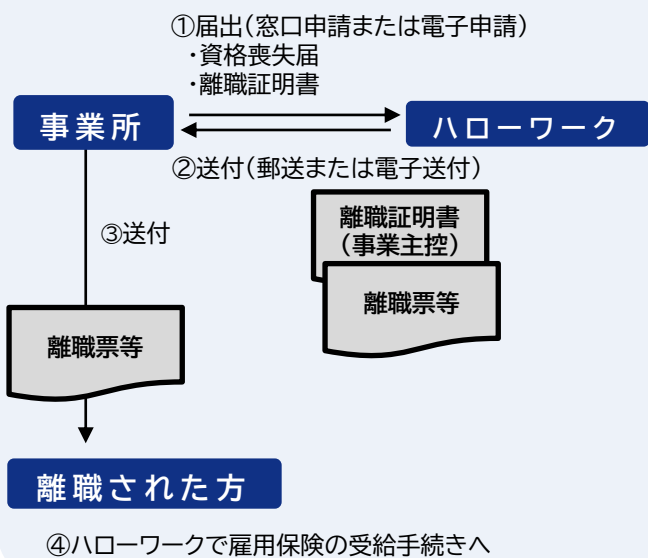 ①届出(窓口申請または電子申請)
・資格喪失届
・離職証明書
事業所
ハローワーク
②送付(郵送または電子送付)
③送付
離職証明書
(事業主控)
離職票等
離職票等
離職された方
④ハローワークで雇用保険の受給手続きへ